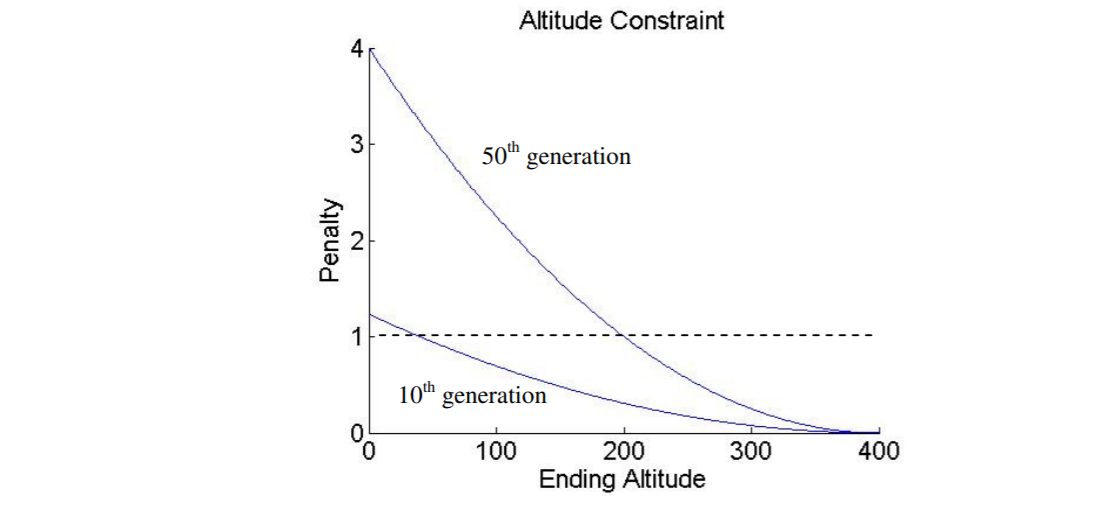 Altitude Constraint
4
50th generation
3
Penalty
2
1
10th generation
0
0 100 200 300 400
Ending Altitude